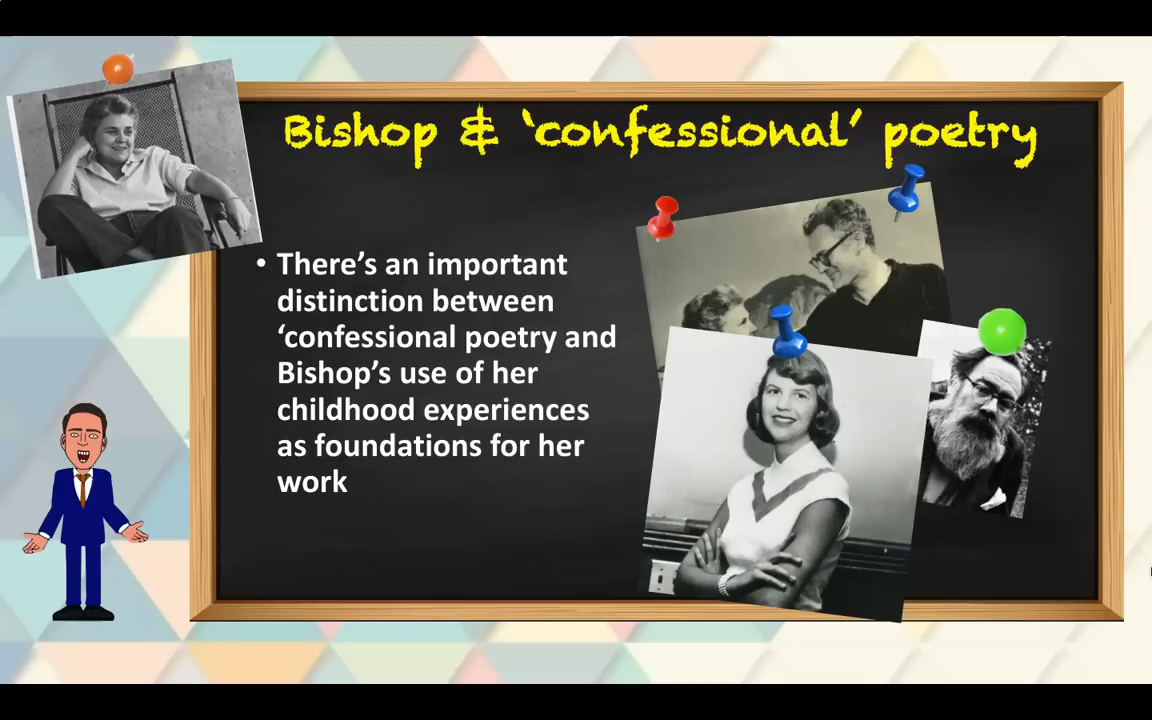 Bishop & ‘confessional’ poetry
• There’s an important
distinction between
‘confessional poetry and
Bishop’s use of her
childhood experiences
as foundations for her
work